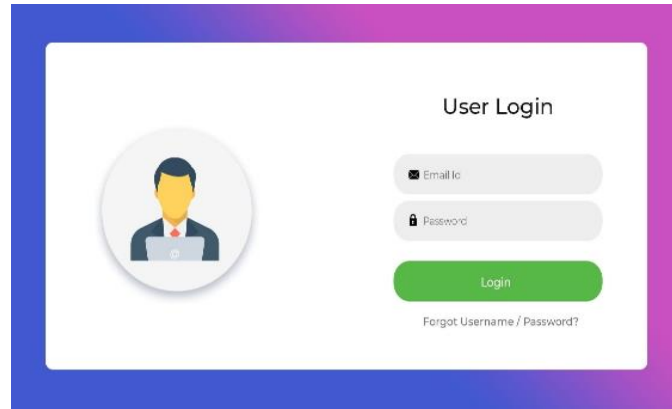 User Login
Email Id
Password
Login
Forgot Username / Password?